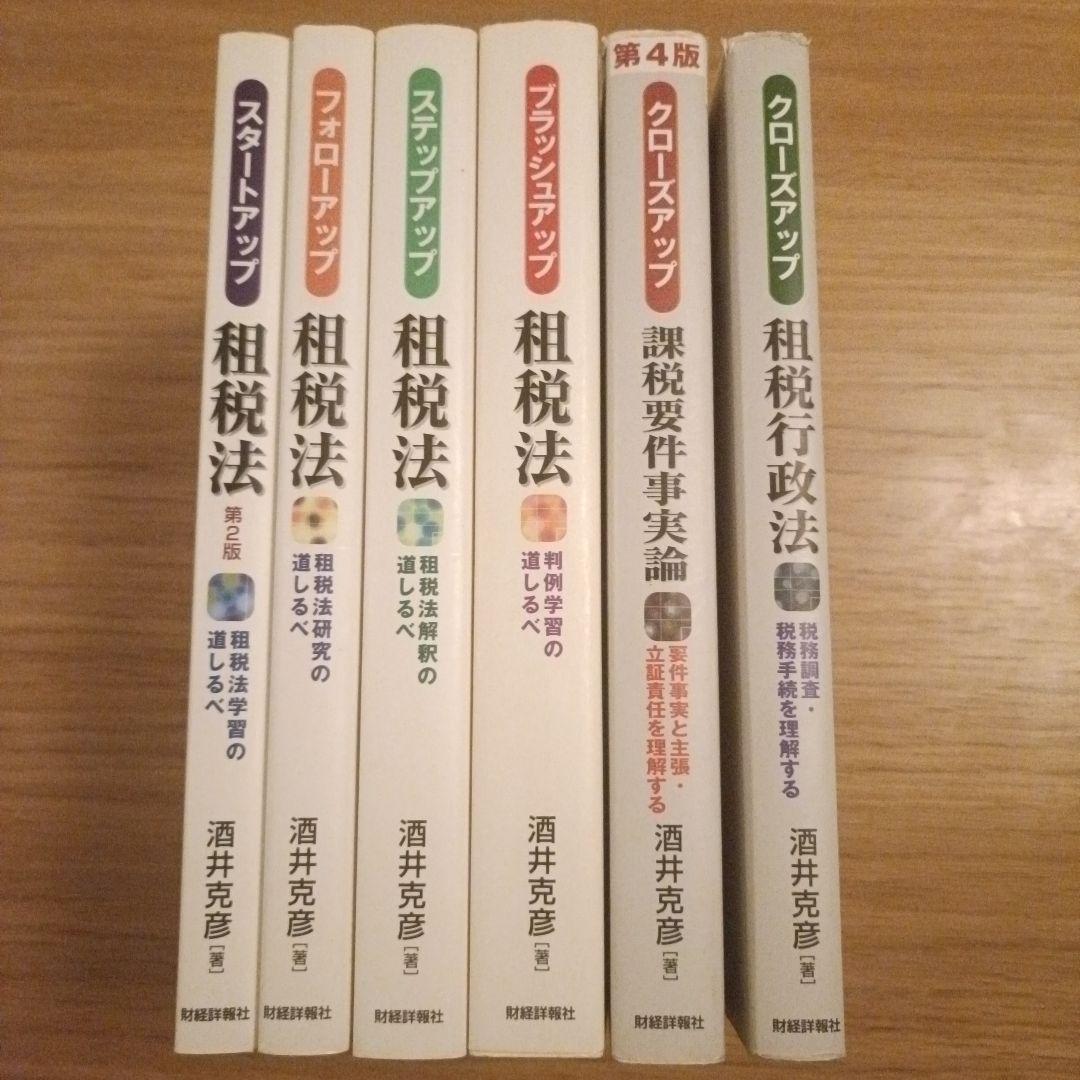 スタートアップ
租税法
第2版
租税法学習の
道しるべ
酒井克彦[著]
財経詳報社
フォローアップ
租税法
租税法研究の
道しるべ
酒井克彦[著]
財経詳報社
ステップアップ
租税法
租税法解釈の
道しるべ
酒井克彦[著]
財経詳報社
ブラッシュアップ
租税法
判例学習の
道しるべ
酒井克彦[著]
財経詳報社
第4版
クローズアップ
課税要件事実論
要件事実と主張・
立証責任を理解する
酒井克彦[著]
財経詳報社
クローズアップ
租税行政法
税務調査・
税務手続を理解する
酒井克彦[著]
財経詳報社